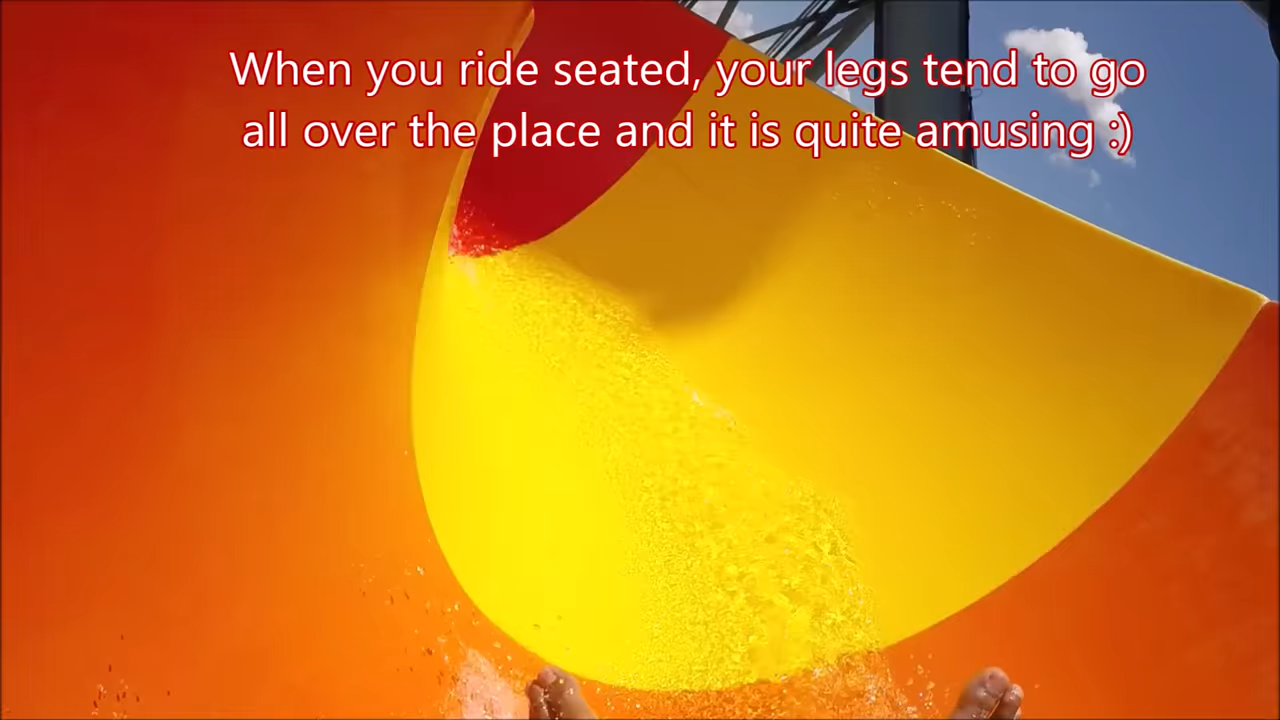 When you ride seated, your legs tend to go
all over the place and it is quite amusing :)